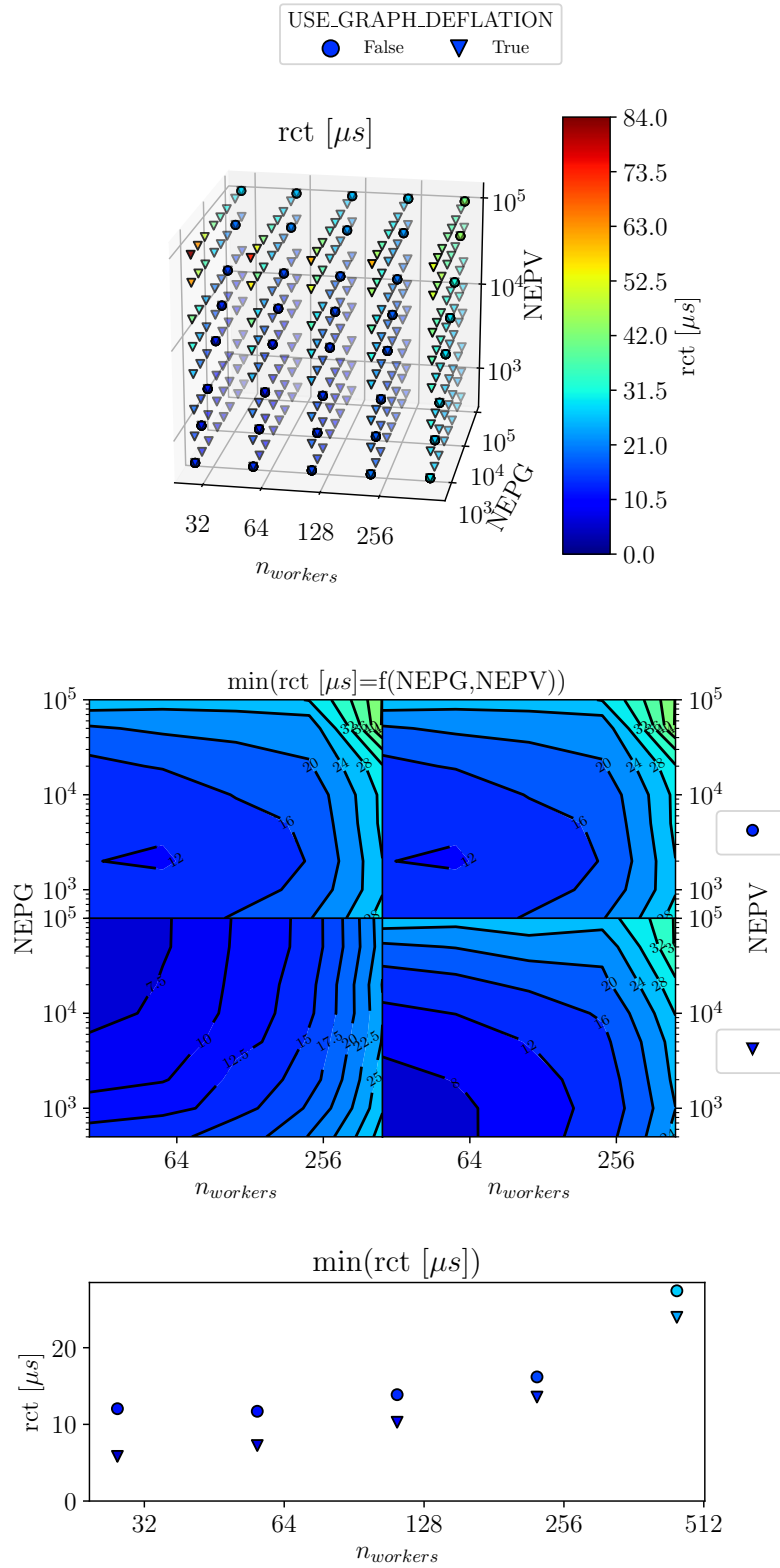 USE_GRAPH_DEFLATION
False True
rct [μs]
84.0
73.5
63.0
52.5
42.0
31.5
21.0
10.5
0.0
rct [μs]
10^5
10^4
10^3
NEPV
10^5
10^4
10^3
NEPG
32 64 128 256
n_workers
min(rct [μs]=f(NEPG,NEPV))
10^5
10^4
10^3
20 24 28 32
16
12
10^5
10^4
10^3
20 24 28 32
16
12
NEPG
NEPV
10^5
10^4
10^3
7.5
10 12.5 15 17.5 20 22.5
25
10^5
10^4
10^3
32
20 24 28
16
12
8
64 256
n_workers
64 256
n_workers
min(rct [μs])
rct [μs]
20
10
0
32 64 128 256 512
n_workers